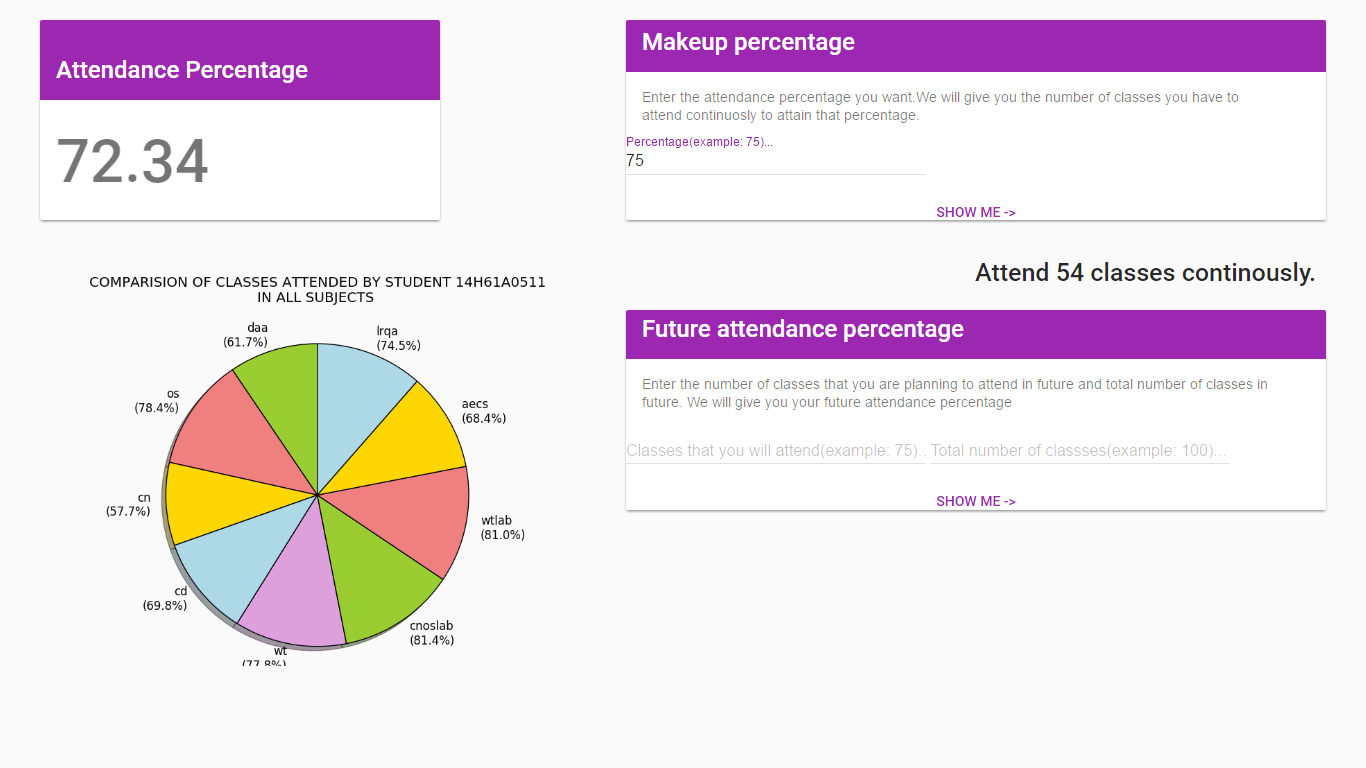 Attendance Percentage
72.34
Makeup percentage
Enter the attendance percentage you want.We will give you the number of classes you have to
attend continuosly to attain that percentage.
Percentage(example: 75)...
75
SHOW ME ->
Attend 54 classes continously.
COMPARISION OF CLASSES ATTENDED BY STUDENT 14H61A0511
IN ALL SUBJECTS
daa
(61.7%)
lrqa
(74.5%)
os
(78.4%)
aecs
(68.4%)
cn
(57.7%)
wtlab
(81.0%)
cd
(69.8%)
cnoslab
(81.4%)
wt
(77.8%)
Future attendance percentage
Enter the number of classes that you are planning to attend in future and total number of classes in
future. We will give you your future attendance percentage
Classes that you will attend(example: 75)..
Total number of classses(example: 100)...
SHOW ME ->